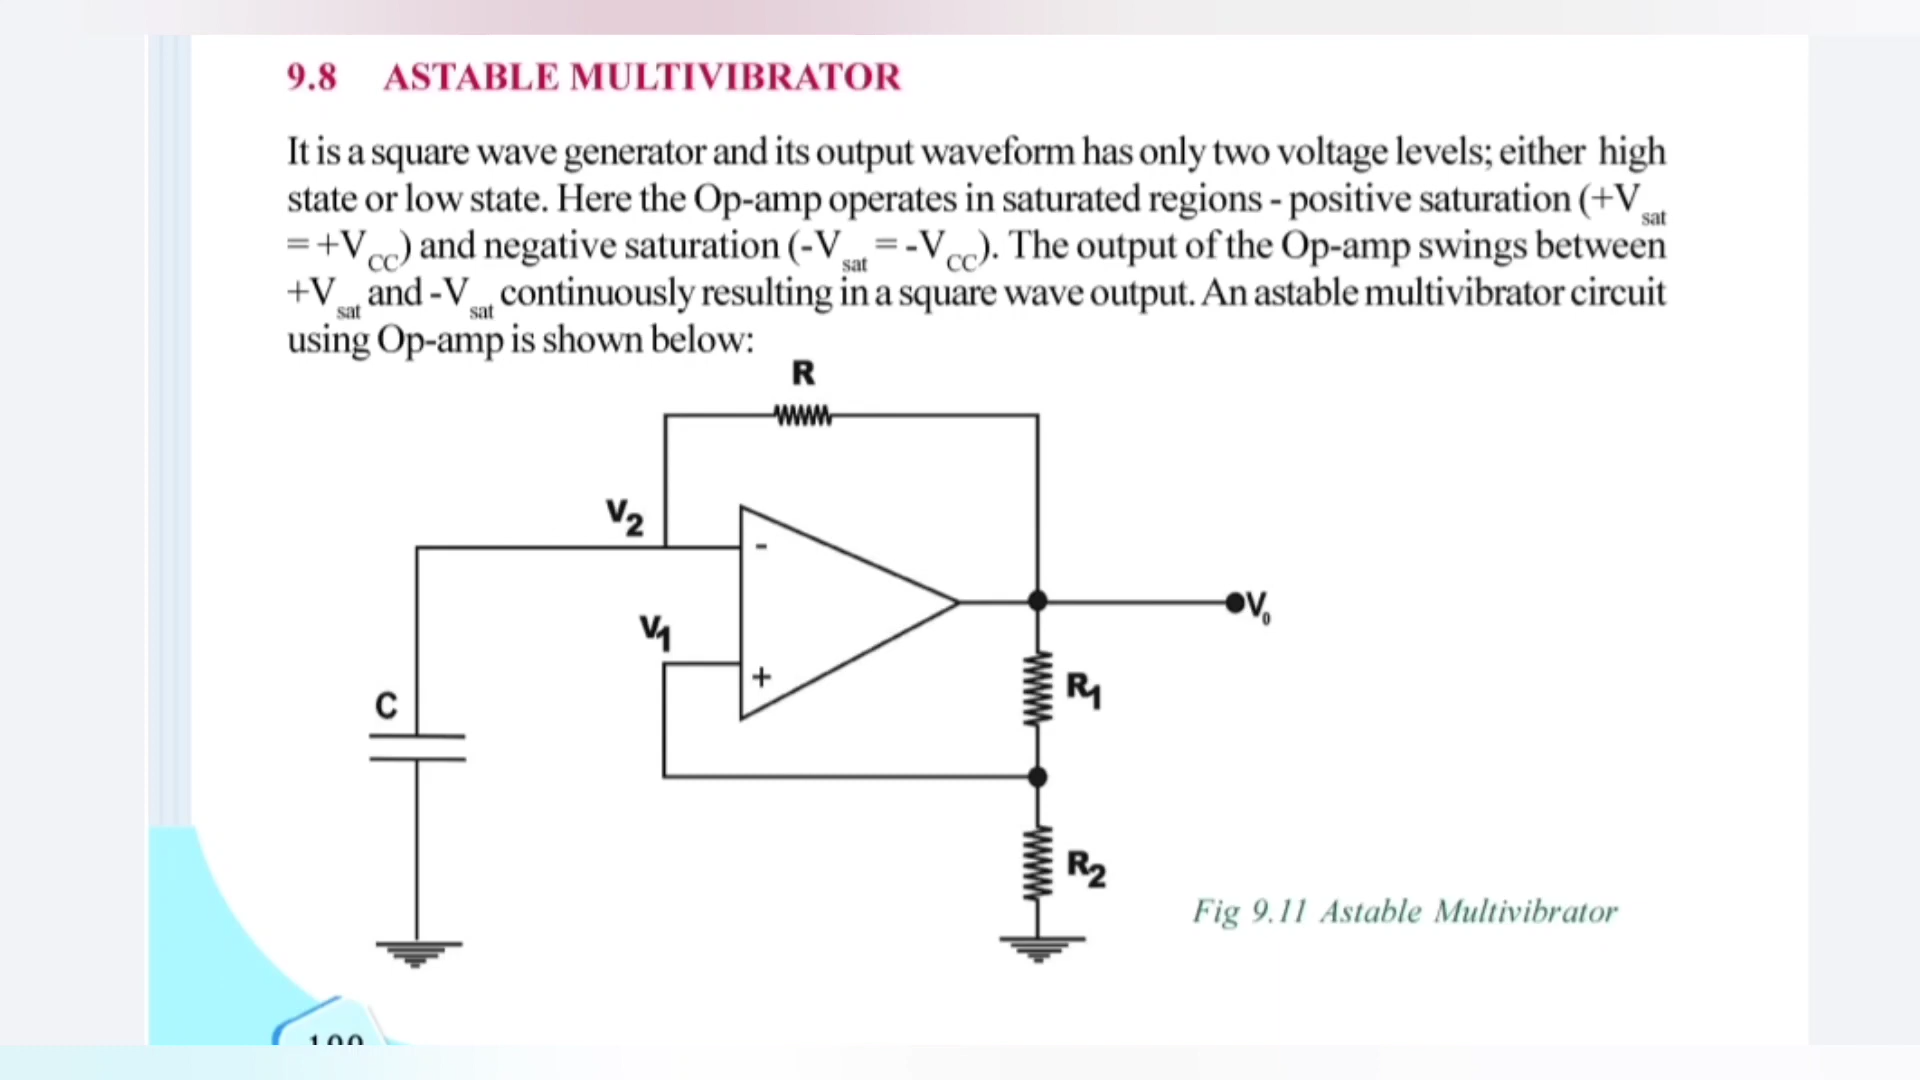 9.8 ASTABLE MULTIVIBRATOR
It is a square wave generator and its output waveform has only two voltage levels; either high
state or low state. Here the Op-amp operates in saturated regions - positive saturation (+Vsat
=+VCC) and negative saturation (-Vsat =-VCC). The output of the Op-amp swings between
+Vsat and -Vsat continuously resulting in a square wave output. An astable multivibrator circuit
using Op-amp is shown below:
R
V2
-
V0
V1
+
R1
C
R2
Fig 9.11 Astable Multivibrator